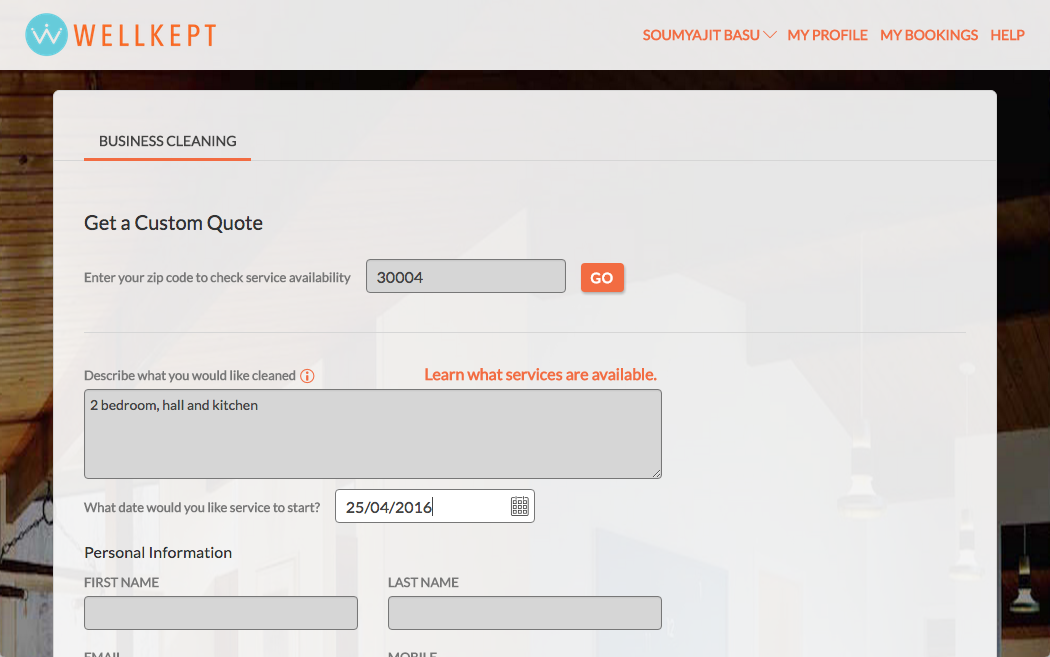 WELLKEPT
SOUMYAJIT BASU MY PROFILE MY BOOKINGS HELP
BUSINESS CLEANING
Get a Custom Quote
Enter your zip code to check service availability 30004 GO
Describe what you would like cleaned Learn what services are available.
2 bedroom, hall and kitchen
What date would you like service to start? 25/04/2016
Personal Information
FIRST NAME LAST NAME
EMAIL MOBILE